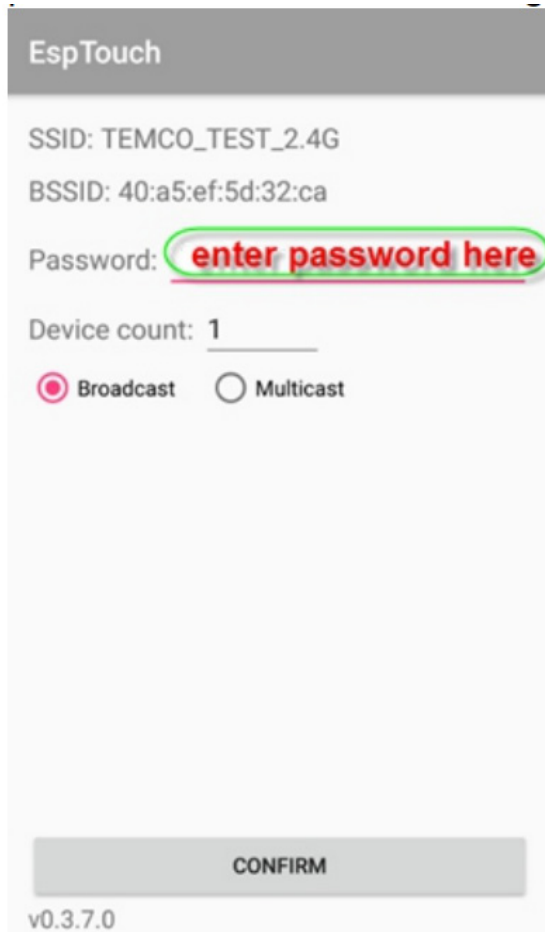 EspTouch
SSID: TEMCO_TEST_2.4G
BSSID: 40:a5:ef:5d:32:ca
Password: enter password here
Device count: 1
Broadcast Multicast
CONFIRM
v0.3.7.0